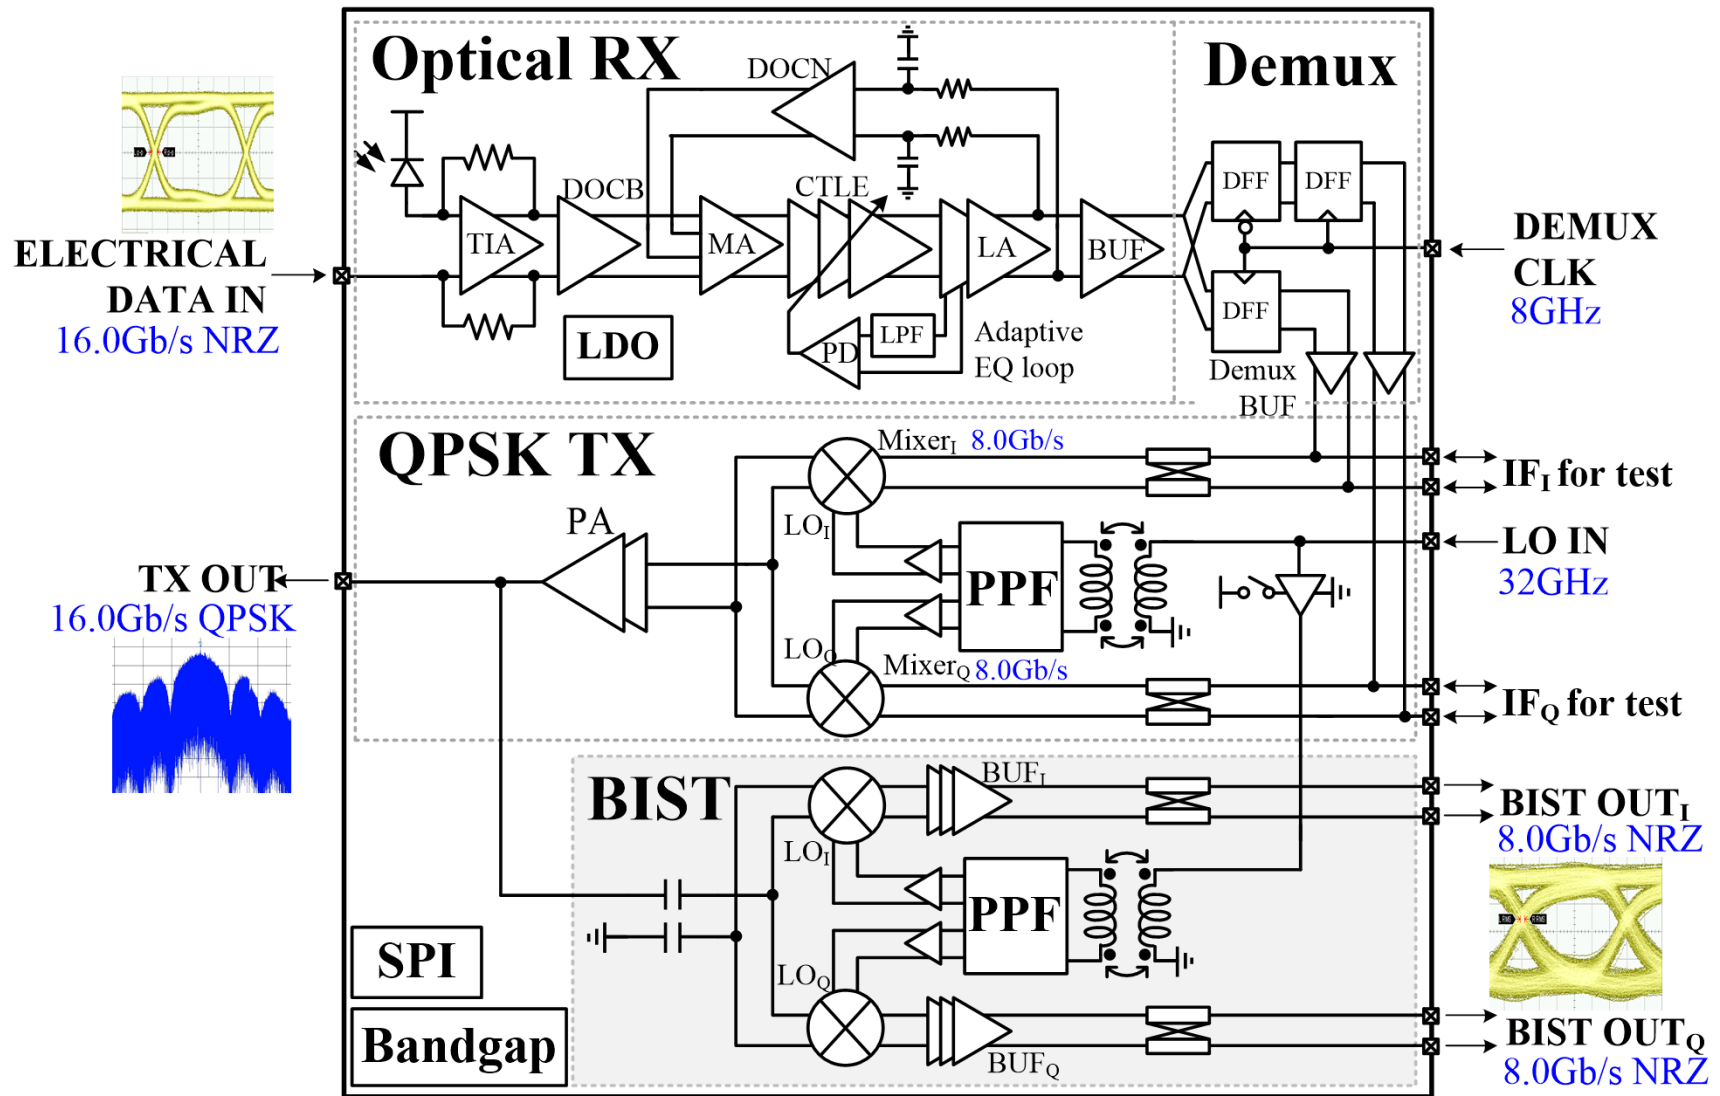 Optical RX
Demux
DOCN
DOCB
CTLE
TIA
MA
LA
BUF
DFF
DFF
DFF
LDO
PD
LPF
Adaptive
EQ loop
Demux
BUF
ELECTRICAL
DATA IN
16.0Gb/s NRZ
DEMUX
CLK
8GHz
QPSK TX
MixerI 8.0Gb/s
IFI for test
PA
LOI
PPF
LO IN
32GHz
TX OUT
16.0Gb/s QPSK
LOQ
MixerQ 8.0Gb/s
IFQ for test
BIST
BUFI
BIST OUTI
8.0Gb/s NRZ
LOI
PPF
LOQ
SPI
Bandgap
BUFQ
BIST OUTQ
8.0Gb/s NRZ